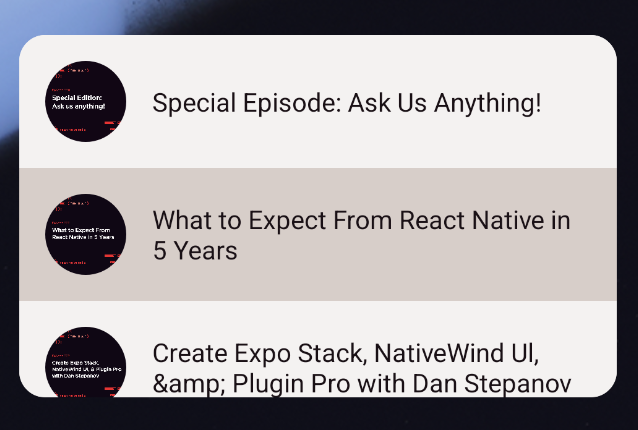 Special Edition:
Ask us anything!
Special Episode: Ask Us Anything!
What to Expect From
React Native in 5 Years
What to Expect From React Native in
5 Years
Create Expo Stack,
NativeWind UI, & Plugin Pro
with Dan Stepanov
Create Expo Stack, NativeWind UI,
&amp; Plugin Pro with Dan Stepanov